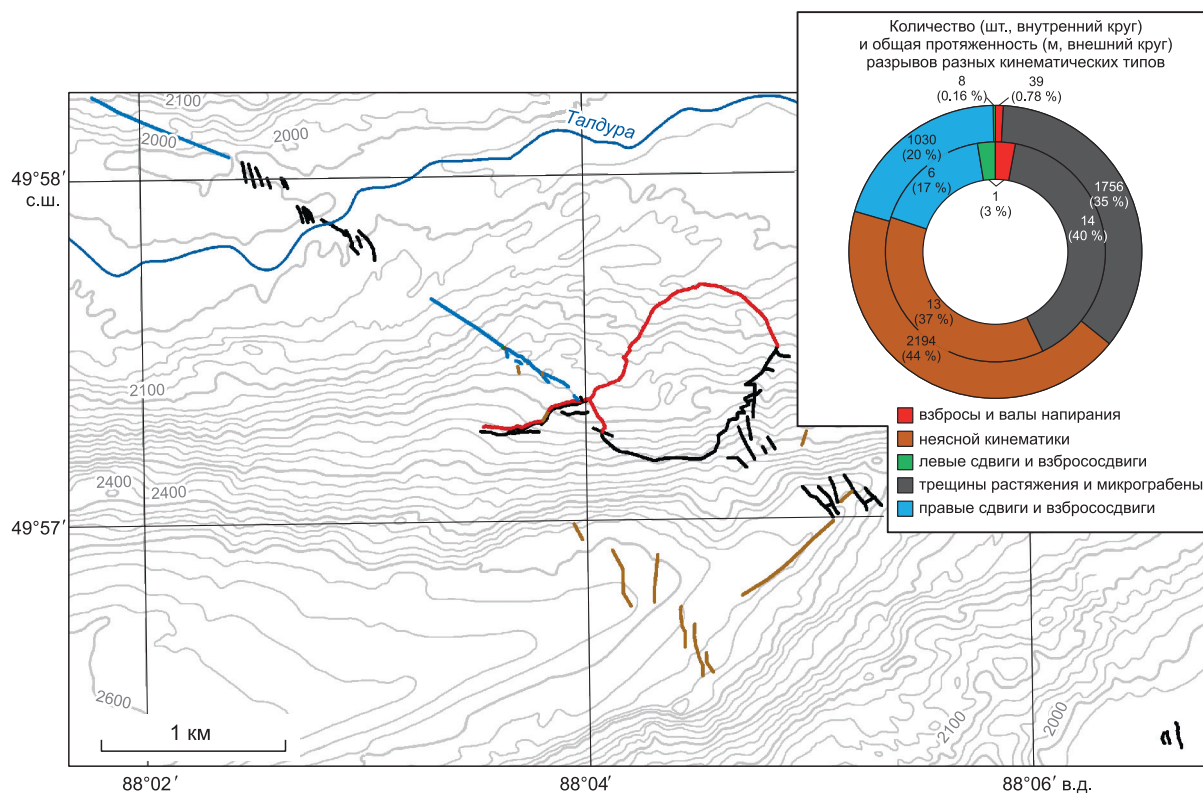 Количество (шт., внутренний круг)
и общая протяженность (м, внешний круг)
разрывов разных кинематических типов
8
(0.16 %)
39
(0.78 %)
1030
(20 %)
6
(17 %)
1
(3 %)
1756
(35 %)
14
(40 %)
13
(37 %)
2194
(44 %)
взбросы и валы напирания
неясной кинематики
левые сдвиги и взбрососдвиги
трещины растяжения и микрограбены
правые сдвиги и взбрососдвиги
2100
2000
2000
Талдура
49°58′
с.ш.
2100
2400
2400
49°57′
2600
2100
2000
1 км
88°02′
88°04′
88°06′ в.д.